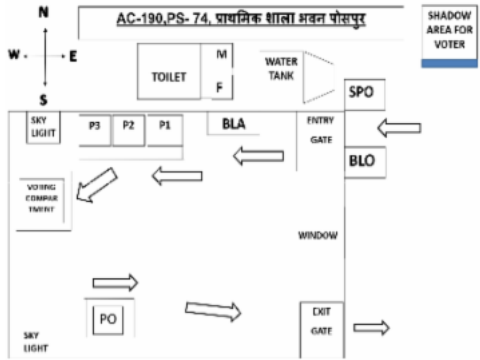 N
AC-190,PS- 74, प्राथमिक शाला भवन पोसपुर
SHADOW
AREA FOR
VOTER
W
E
S
TOILET
M
F
WATER
TANK
SPO
SKY
LIGHT
P3
P2
P1
BLA
ENTRY
GATE
BLO
VOTING
COMPAR
TMENT
WINDOW
PO
EXIT
GATE
SKY
LIGHT